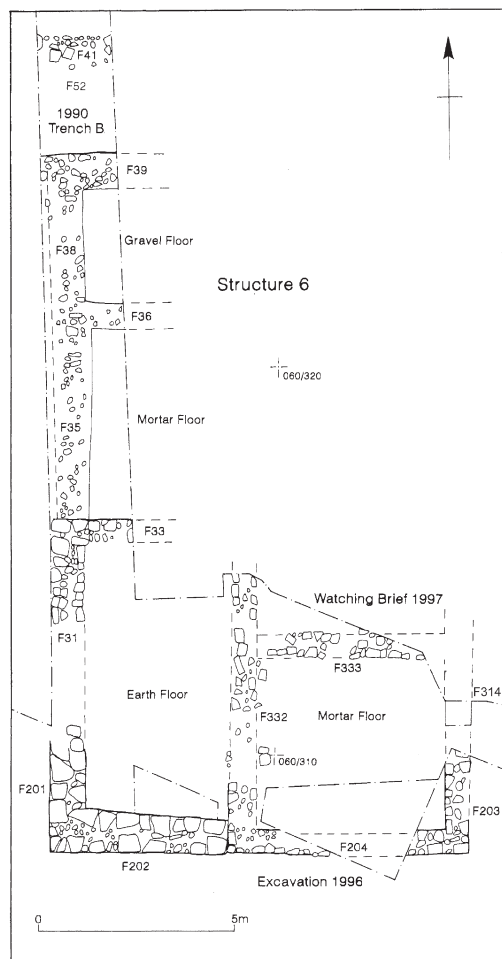 F41
F52
1990
Trench B
F39
Gravel Floor
F38
Structure 6
F36
060/320
F35
Mortar Floor
F33
Watching Brief 1997
F31
F333
F314
Earth Floor
F332
Mortar Floor
060/310
F201
F203
F204
F202
Excavation 1996
0
5m